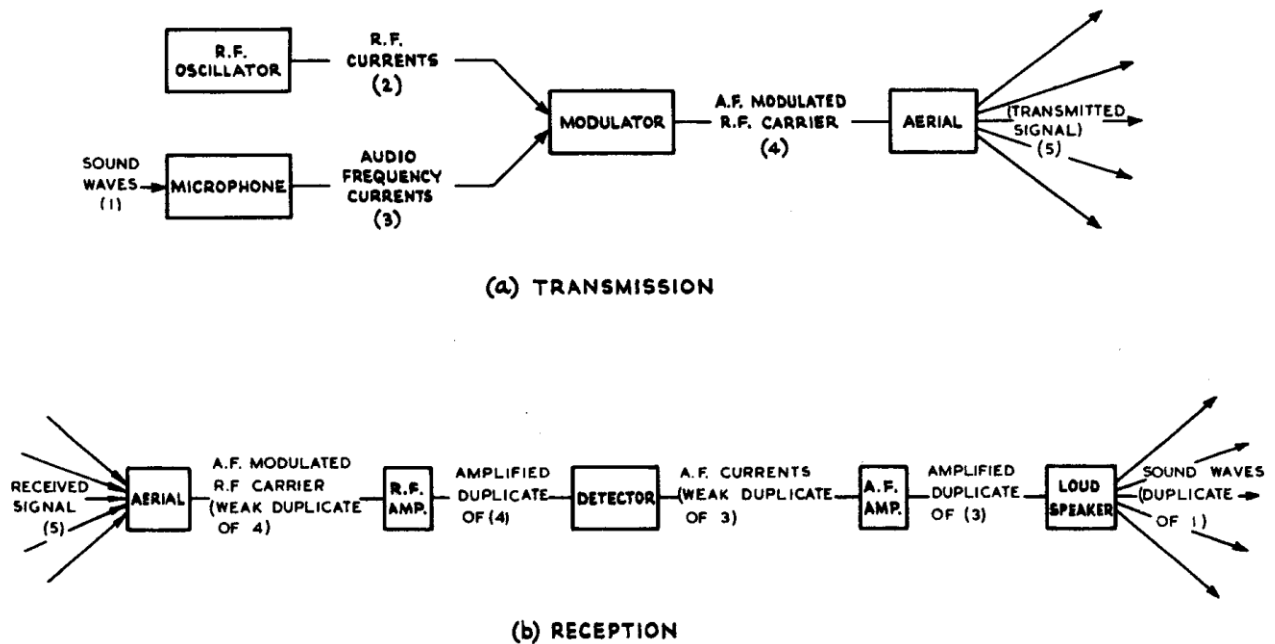 R.F.
OSCILLATOR
R.F.
CURRENTS
(2)
SOUND
WAVES
(1)
MICROPHONE
AUDIO
FREQUENCY
CURRENTS
(3)
MODULATOR
A.F. MODULATED
R.F. CARRIER
(4)
AERIAL
(TRANSMITTED
SIGNAL)
(5)
(a) TRANSMISSION
RECEIVED
SIGNAL
(5)
AERIAL
A.F. MODULATED
R.F CARRIER
(WEAK DUPLICATE
OF 4)
R.F.
AMP.
AMPLIFIED
DUPLICATE
OF (4)
DETECTOR
A.F. CURRENTS
(WEAK DUPLICATE
OF 3)
A.F.
AMP.
AMPLIFIED
DUPLICATE
OF (3)
LOUD
SPEAKER
SOUND WAVES
(DUPLICATE
OF 1)
(b) RECEPTION